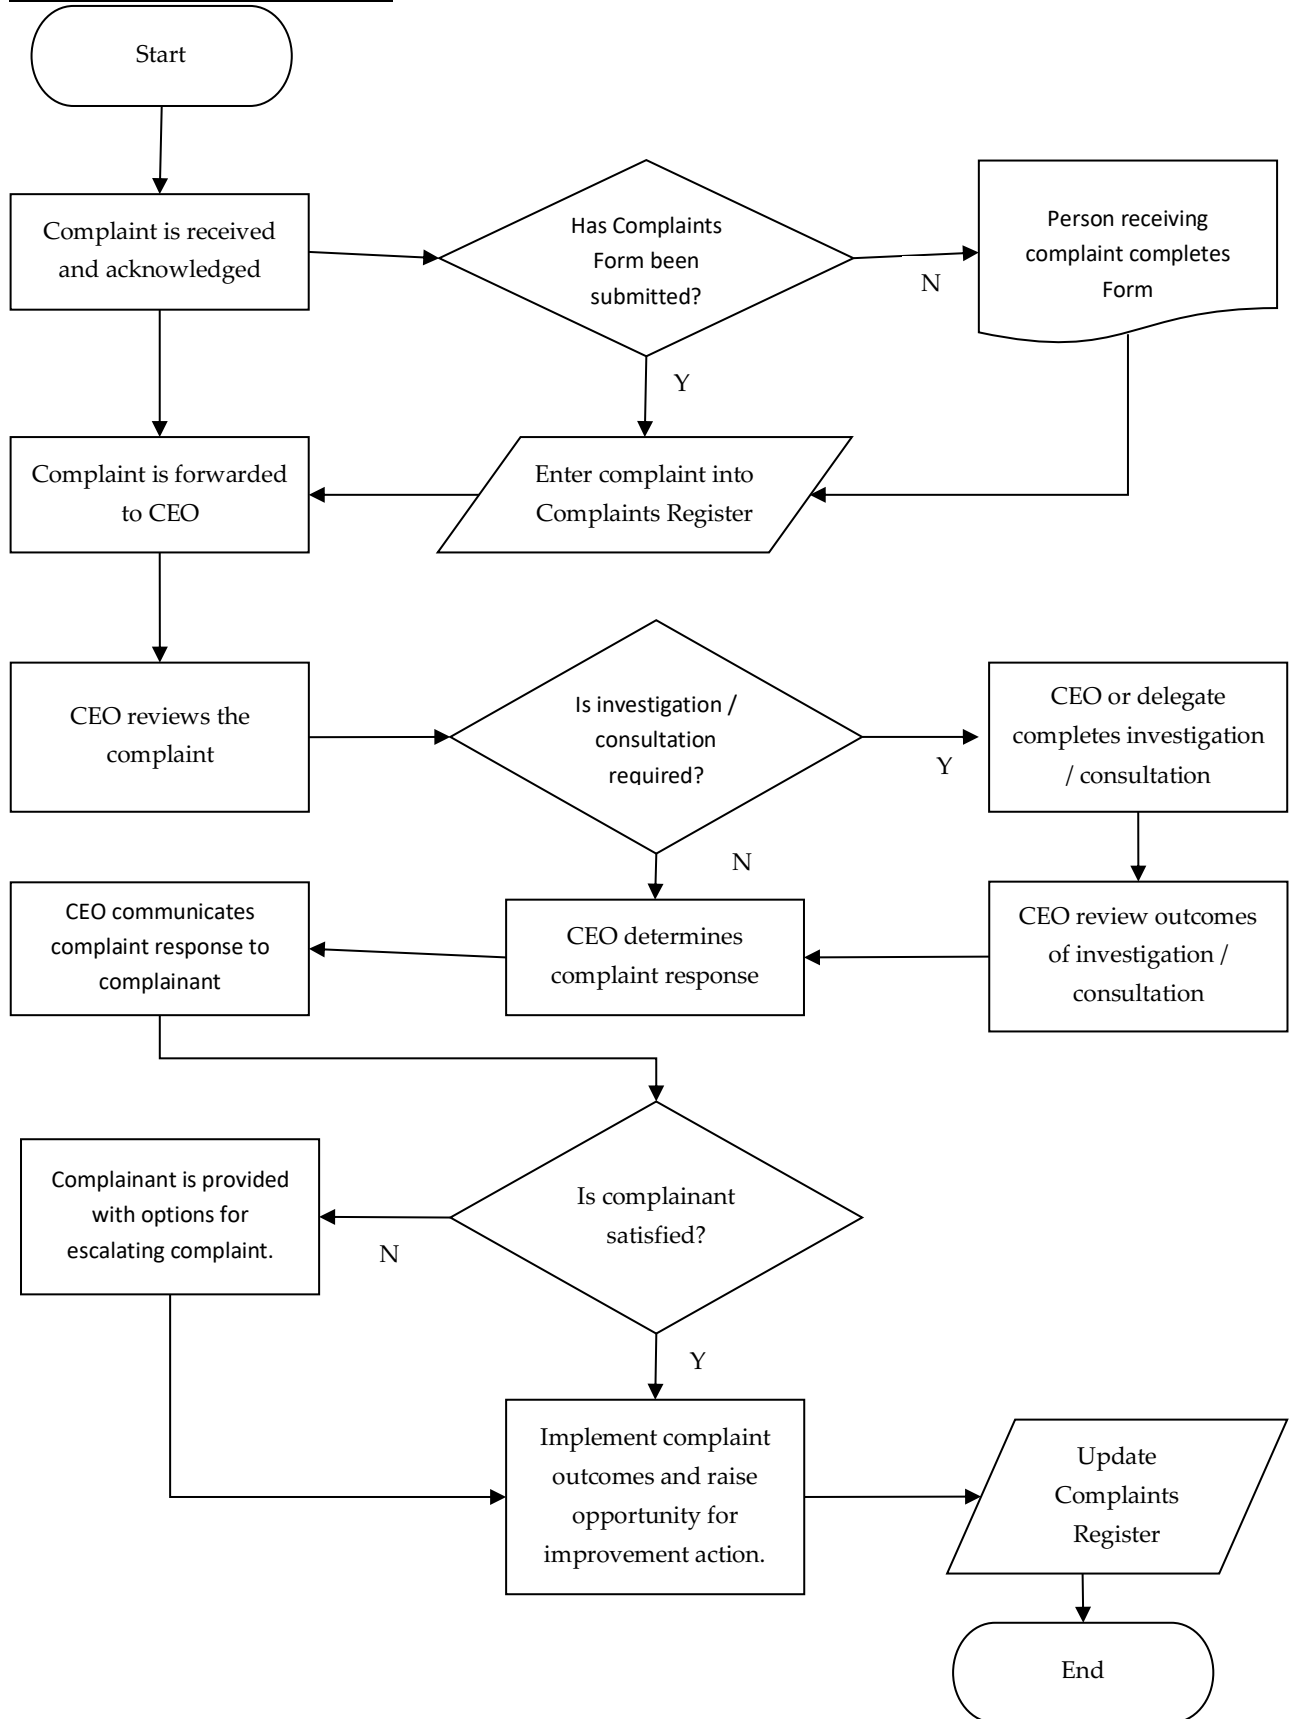 Start
Complaint is received
and acknowledged
Has Complaints
Form been
submitted?
N
Person receiving
complaint completes
Form
Y
Complaint is forwarded
to CEO
Enter complaint into
Complaints Register
CEO reviews the
complaint
Is investigation /
consultation
required?
Y
CEO or delegate
completes investigation
/ consultation
N
CEO communicates
complaint response to
complainant
CEO determines
complaint response
CEO review outcomes
of investigation /
consultation
Complainant is provided
with options for
escalating complaint.
N
Is complainant
satisfied?
Y
Implement complaint
outcomes and raise
opportunity for
improvement action.
Update
Complaints
Register
End